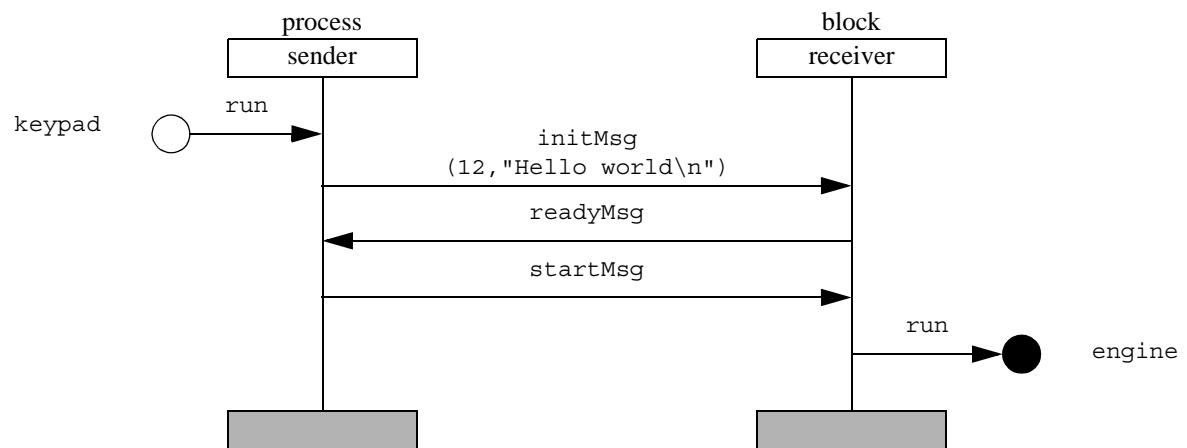 process
block
sender
receiver
run
keypad
initMsg
(12,"Hello world\n")
readyMsg
startMsg
run
engine